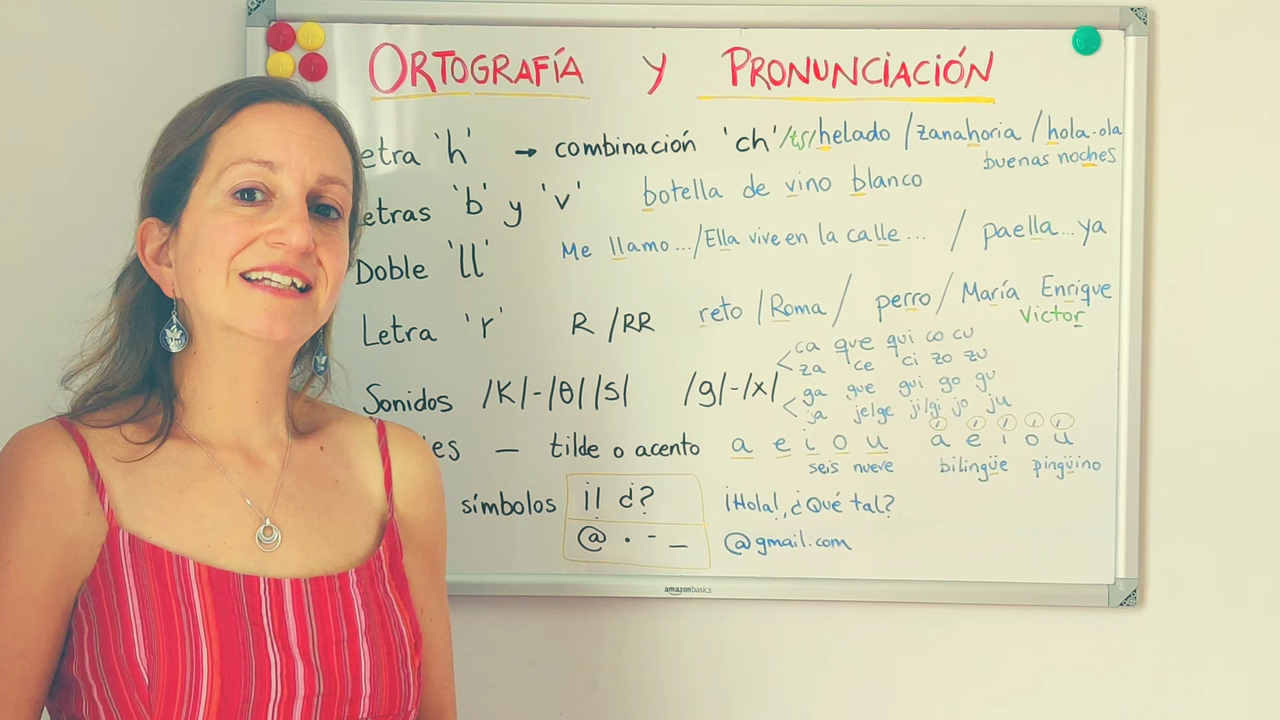 ORTOGRAFÍA Y PRONUNCIACIÓN
etra 'h' → combinación 'ch' /tʃ/ helado / zanahoria / hola-ola
buenas noches
etras 'b' y 'v' botella de vino blanco
Doble 'll' Me llamo... / Ella vive en la calle... / paella...ya
Letra 'r' R / RR reto / Roma / perro / María Enrique
Victor
Sonidos /K/-/θ/ /s/ /g/-/x/
ca que qui co cu
za ce ci zo zu
ga gue gui go gu
ja je/ge ji/gi jo ju
es — tilde o acento a e i o u á é í ó ú
seis nueve bilingüe pingüino
símbolos ¡! ¿? ¡Hola!, ¿Qué tal?
@ . - _ @gmail.com
amazonbasics